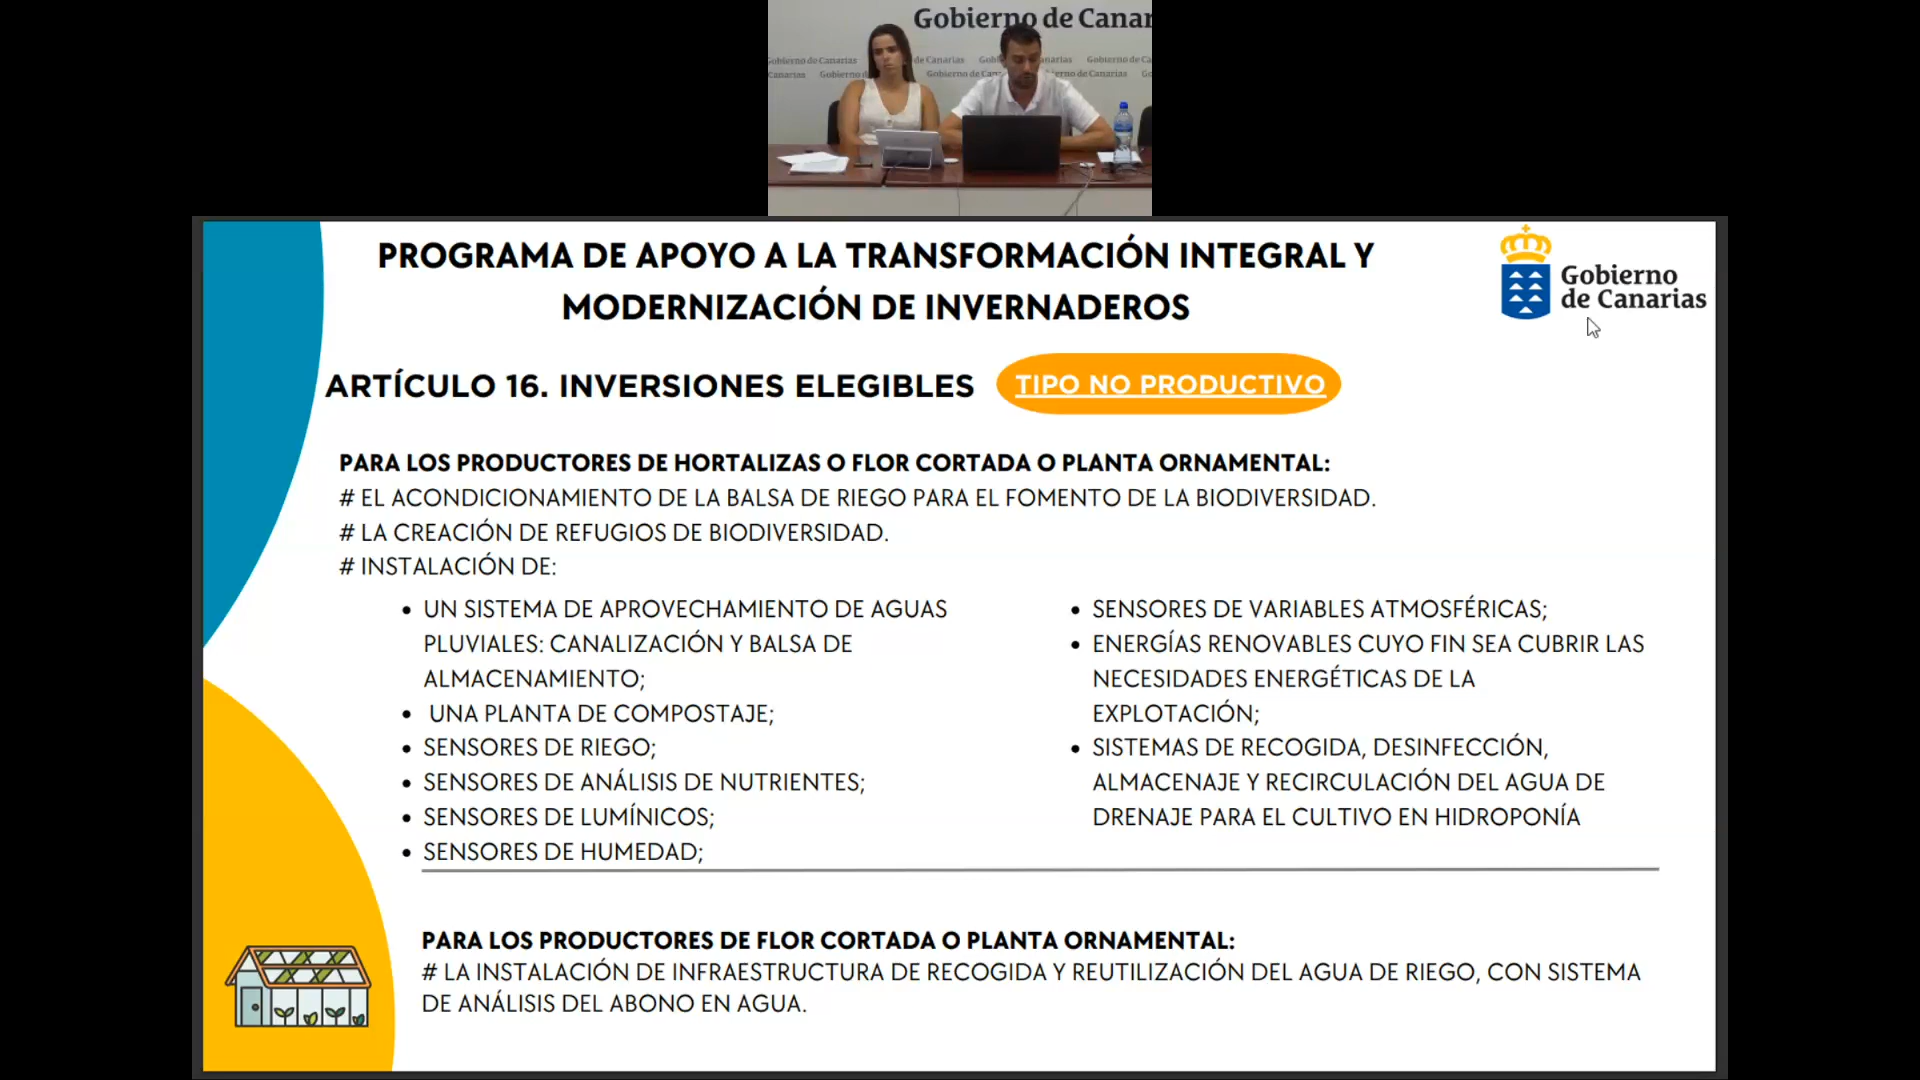 Gobierno de Canar
Gobierno de Canarias
de Canarias
Canarias
PROGRAMA DE APOYO A LA TRANSFORMACIÓN INTEGRAL Y
MODERNIZACIÓN DE INVERNADEROS
Gobierno
de Canarias
ARTÍCULO 16. INVERSIONES ELEGIBLES
TIPO NO PRODUCTIVO
PARA LOS PRODUCTORES DE HORTALIZAS O FLOR CORTADA O PLANTA ORNAMENTAL:
# EL ACONDICIONAMIENTO DE LA BALSA DE RIEGO PARA EL FOMENTO DE LA BIODIVERSIDAD.
# LA CREACIÓN DE REFUGIOS DE BIODIVERSIDAD.
# INSTALACIÓN DE:
• UN SISTEMA DE APROVECHAMIENTO DE AGUAS
PLUVIALES: CANALIZACIÓN Y BALSA DE
ALMACENAMIENTO;
• UNA PLANTA DE COMPOSTAJE;
• SENSORES DE RIEGO;
• SENSORES DE ANÁLISIS DE NUTRIENTES;
• SENSORES DE LUMÍNICOS;
• SENSORES DE HUMEDAD;
• SENSORES DE VARIABLES ATMOSFÉRICAS;
• ENERGÍAS RENOVABLES CUYO FIN SEA CUBRIR LAS
NECESIDADES ENERGÉTICAS DE LA
EXPLOTACIÓN;
• SISTEMAS DE RECOGIDA, DESINFECCIÓN,
ALMACENAJE Y RECIRCULACIÓN DEL AGUA DE
DRENAJE PARA EL CULTIVO EN HIDROPONÍA
PARA LOS PRODUCTORES DE FLOR CORTADA O PLANTA ORNAMENTAL:
# LA INSTALACIÓN DE INFRAESTRUCTURA DE RECOGIDA Y REUTILIZACIÓN DEL AGUA DE RIEGO, CON SISTEMA
DE ANÁLISIS DEL ABONO EN AGUA.